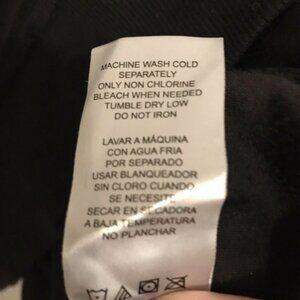 MACHINE WASH COLD
SEPARATELY
ONLY NON CHLORINE
BLEACH WHEN NEEDED
TUMBLE DRY LOW
DO NOT IRON
LAVAR A MÁQUINA
CON AGUA FRIA
POR SEPARADO
USAR BLANQUEADOR
SIN CLORO CUANDO
SE NECESITE
SECAR EN SECADORA
A BAJA TEMPERATURA
NO PLANCHAR